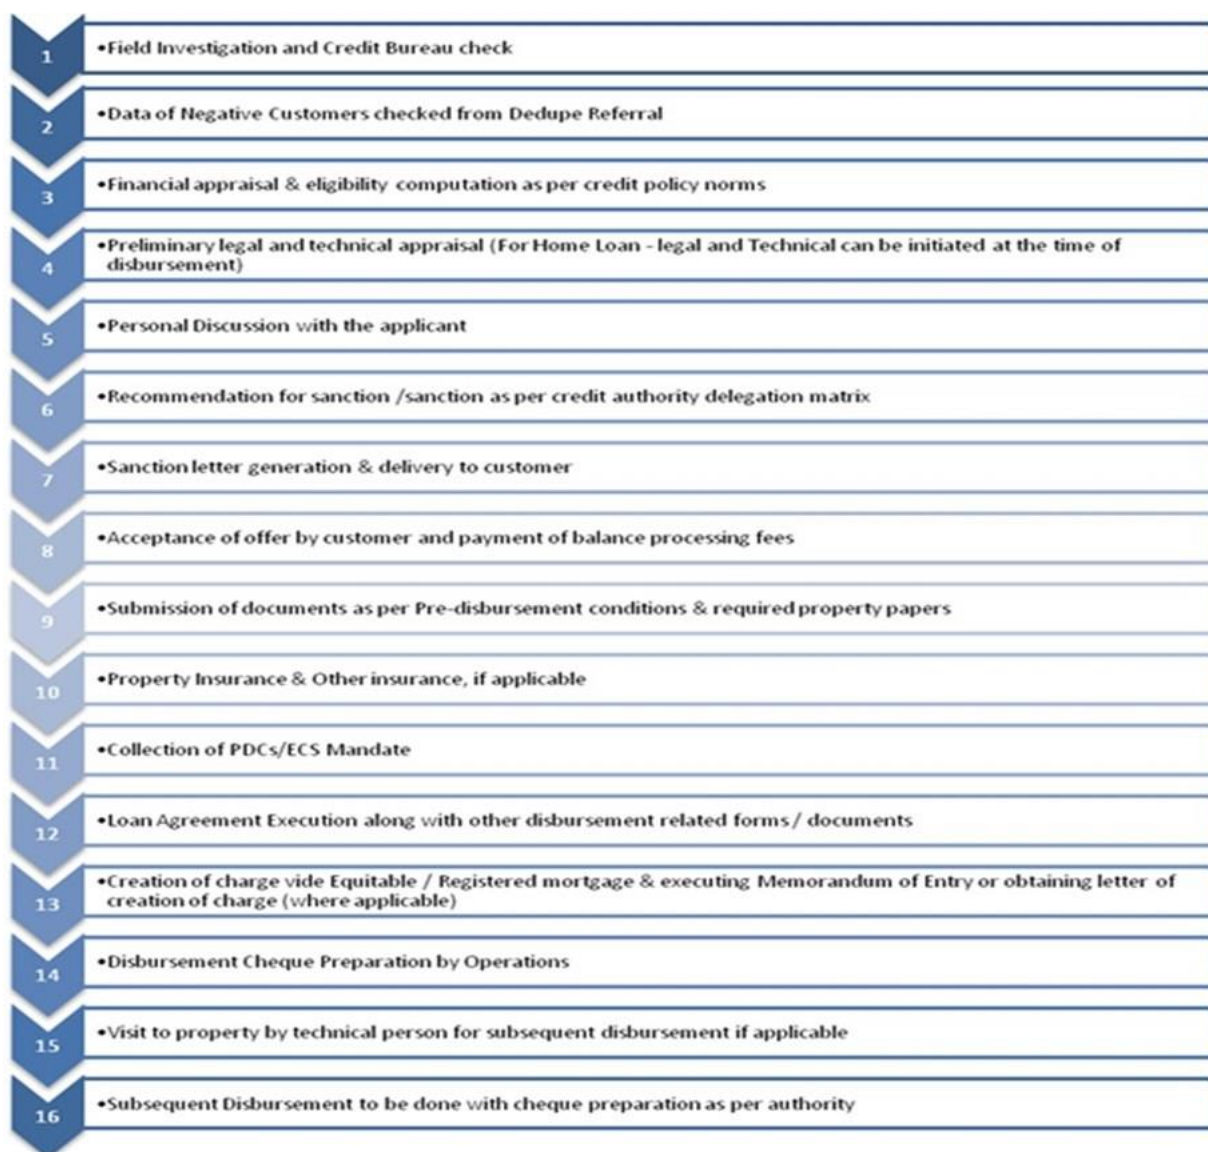 1
•Field Investigation and Credit Bureau check
2
•Data of Negative Customers checked from Dedupe Referral
3
•Financial appraisal & eligibility computation as per credit policy norms
4
•Preliminary legal and technical appraisal (For Home Loan - legal and Technical can be initiated at the time of
disbursement)
5
•Personal Discussion with the applicant
6
•Recommendation for sanction /sanction as per credit authority delegation matrix
7
•Sanction letter generation & delivery to customer
8
•Acceptance of offer by customer and payment of balance processing fees
9
•Submission of documents as per Pre-disbursement conditions & required property papers
10
•Property Insurance & Other insurance, if applicable
11
•Collection of PDCs/ECS Mandate
12
•Loan Agreement Execution along with other disbursement related forms / documents
13
•Creation of charge vide Equitable / Registered mortgage & executing Memorandum of Entry or obtaining letter of
creation of charge (where applicable)
14
•Disbursement Cheque Preparation by Operations
15
•Visit to property by technical person for subsequent disbursement if applicable
16
•Subsequent Disbursement to be done with cheque preparation as per authority